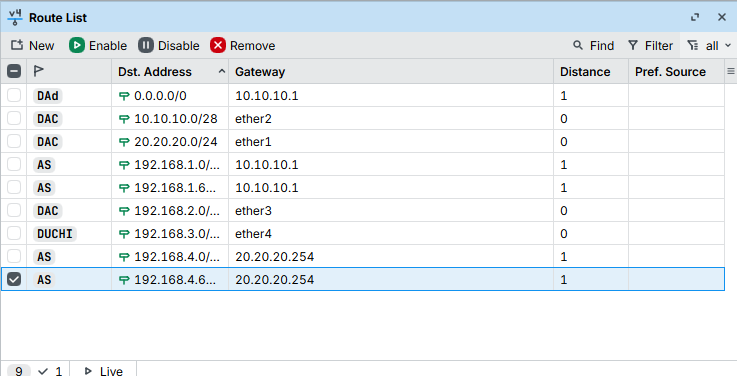 v4 Route List
New Enable Disable Remove Find Filter all
Dst. Address Gateway Distance Pref. Source
DAd 0.0.0.0/0 10.10.10.1 1
DAC 10.10.10.0/28 ether2 0
DAC 20.20.20.0/24 ether1 0
AS 192.168.1.0/... 10.10.10.1 1
AS 192.168.1.6... 10.10.10.1 1
DAC 192.168.2.0/... ether3 0
DUCHI 192.168.3.0/... ether4 0
AS 192.168.4.0/... 20.20.20.254 1
AS 192.168.4.6... 20.20.20.254 1
9 1 Live